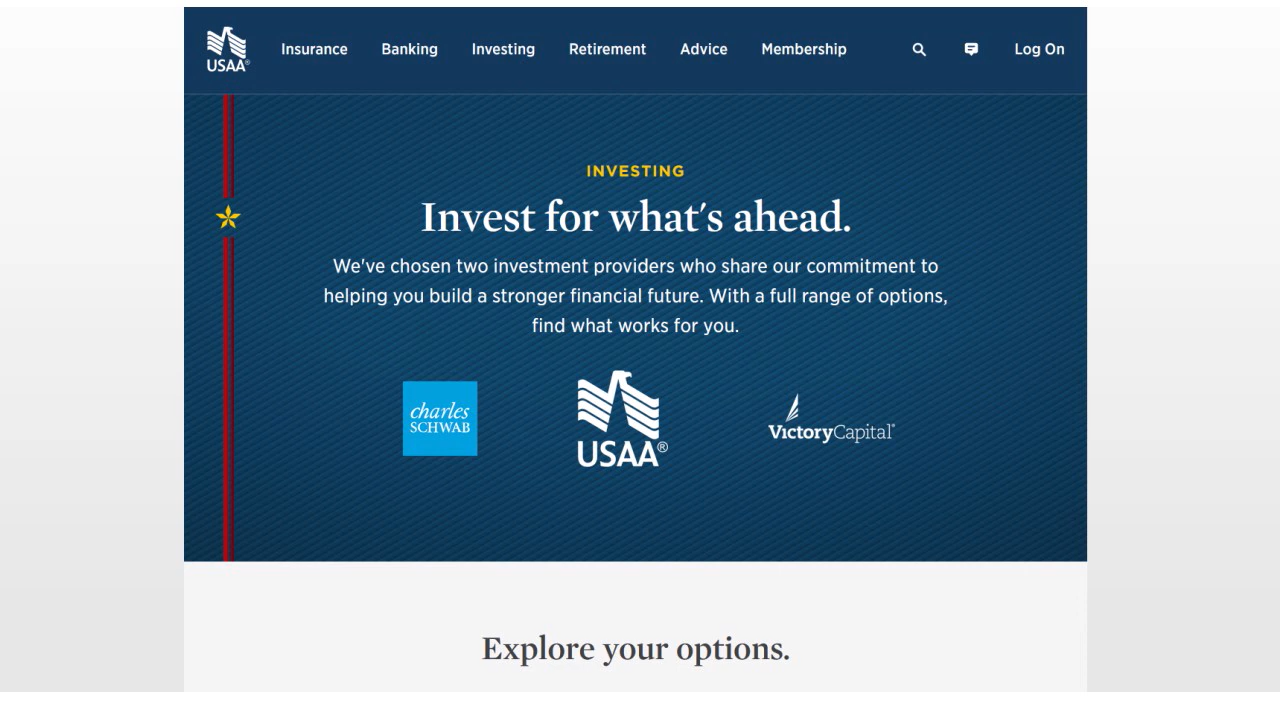 USAA®
Insurance
Banking
Investing
Retirement
Advice
Membership
Log On
INVESTING
Invest for what's ahead.
We've chosen two investment providers who share our commitment to
helping you build a stronger financial future. With a full range of options,
find what works for you.
charles
SCHWAB
USAA®
VictoryCapital®
Explore your options.